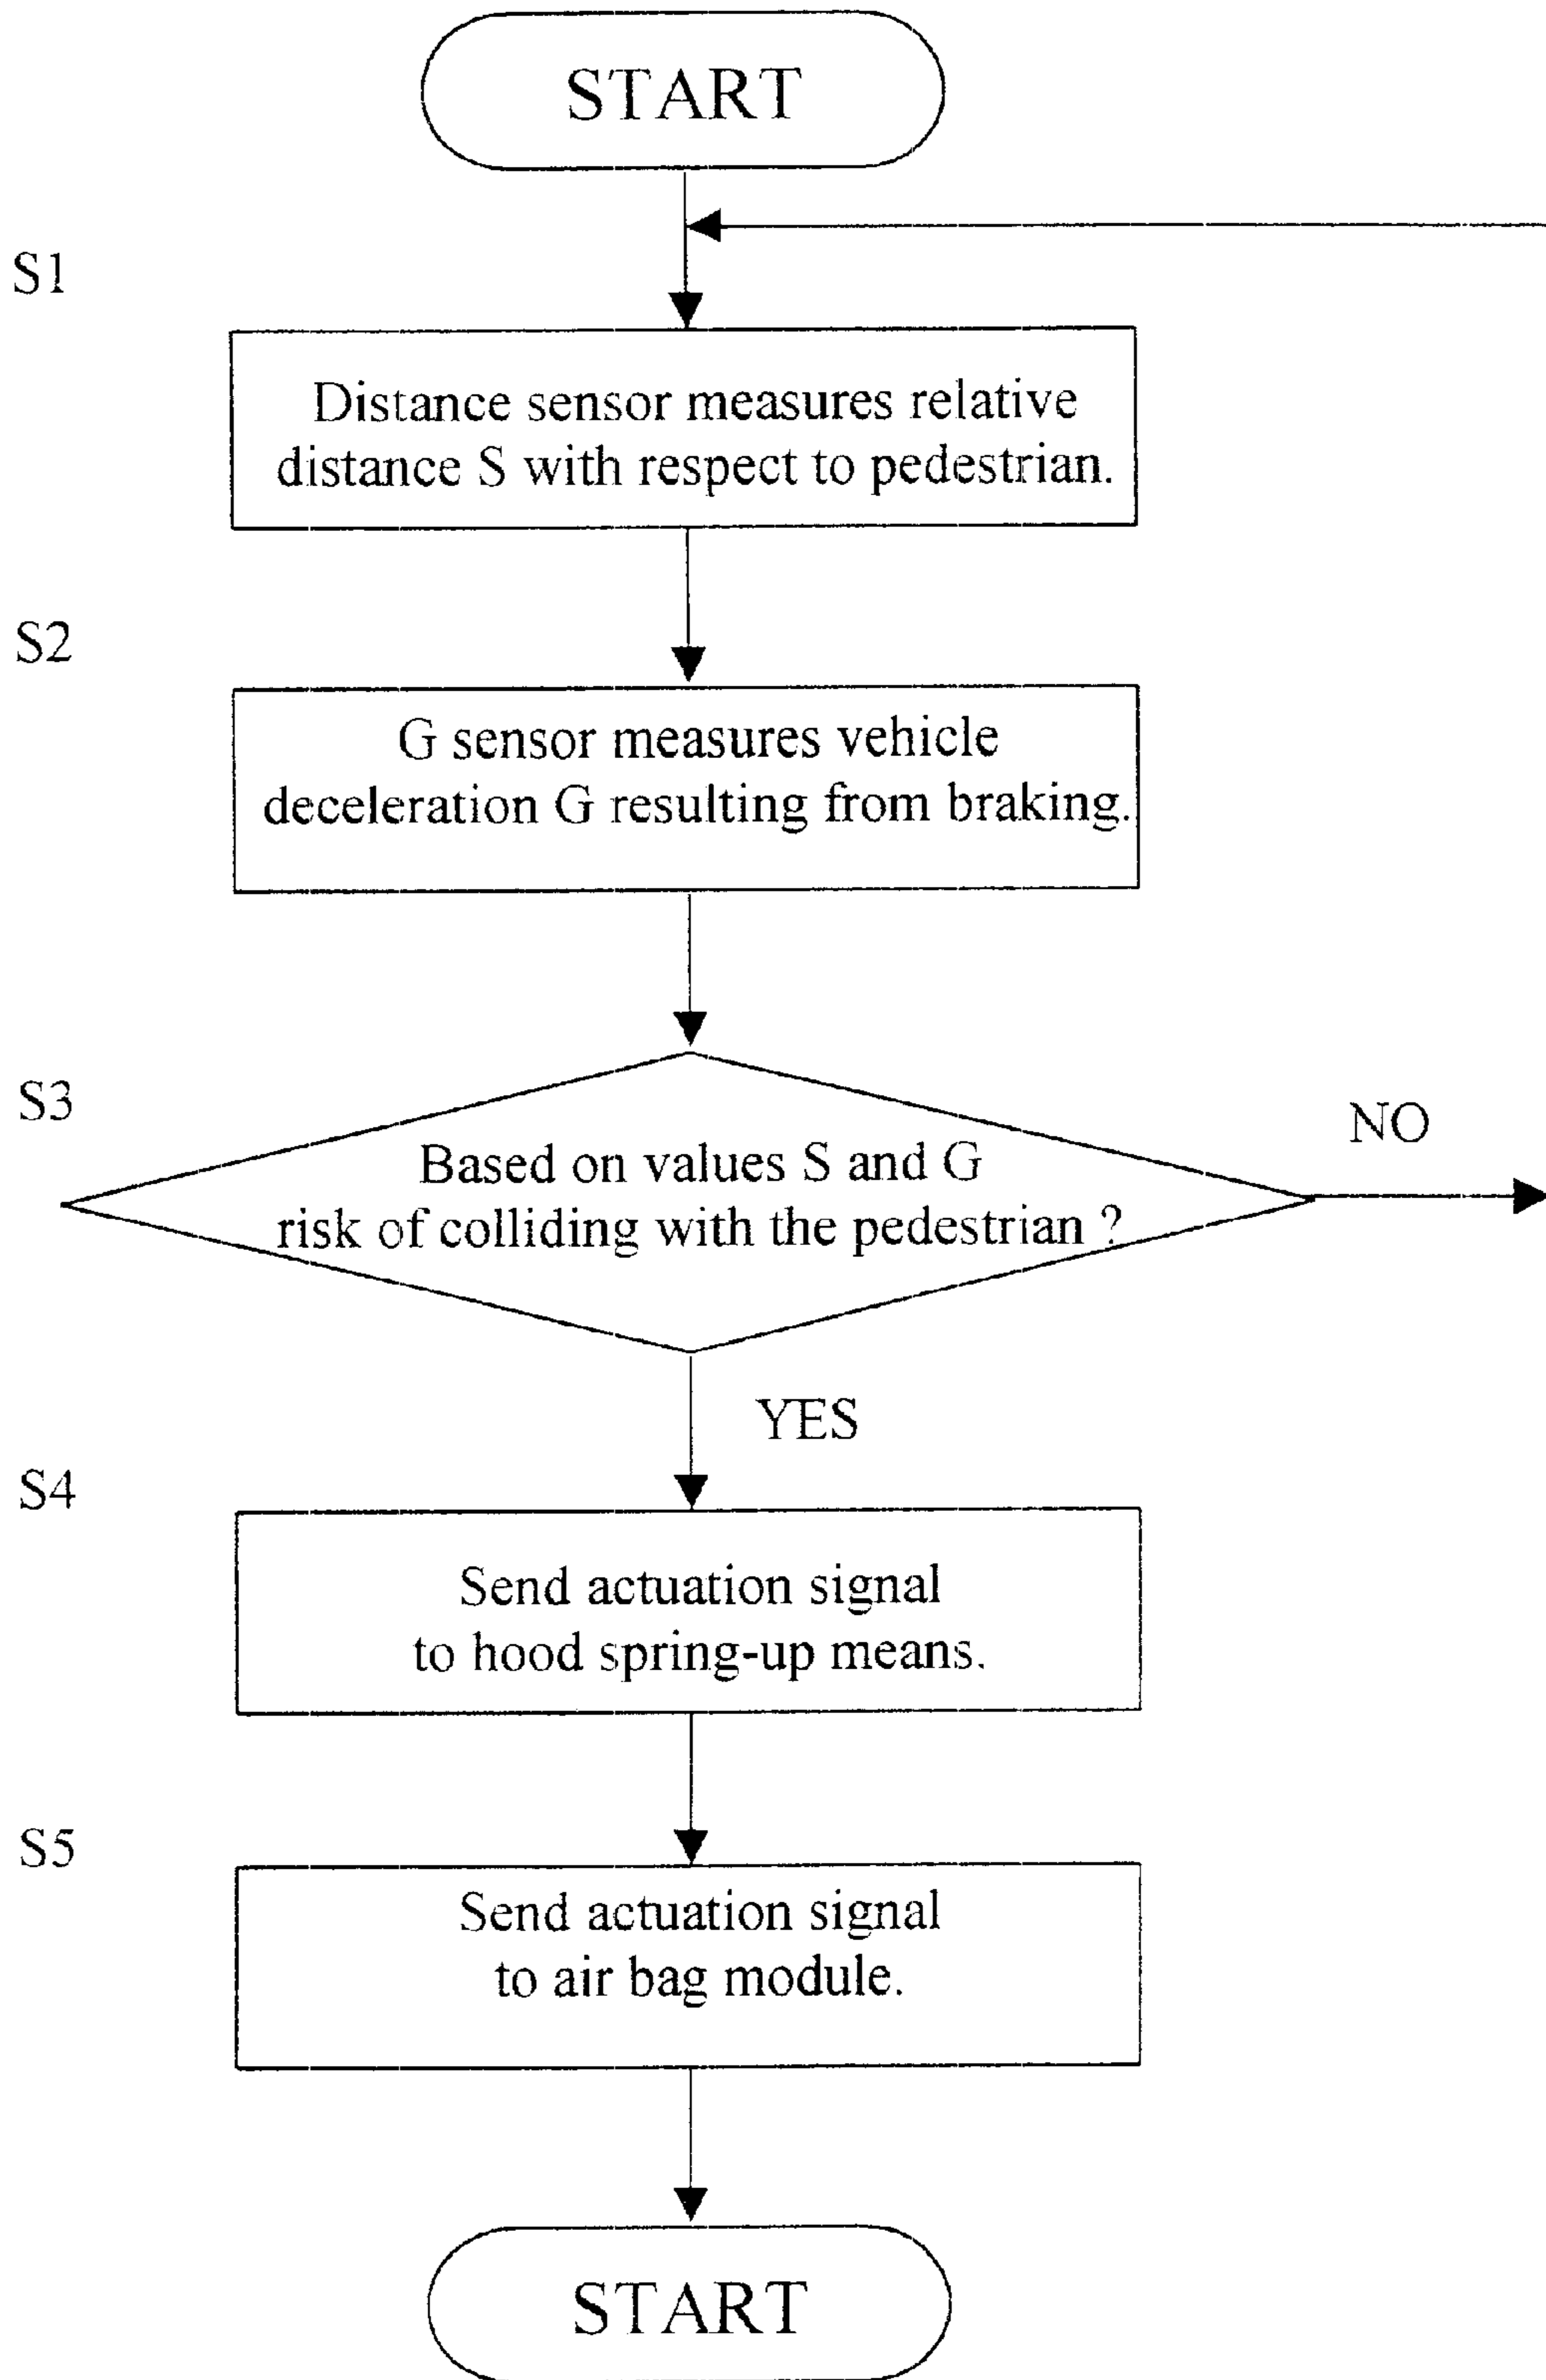 START
S1
Distance sensor measures relative
distance S with respect to pedestrian.
S2
G sensor measures vehicle
deceleration G resulting from braking.
S3
Based on values S and G
risk of colliding with the pedestrian ?
NO
YES
S4
Send actuation signal
to hood spring-up means.
S5
Send actuation signal
to air bag module.
START